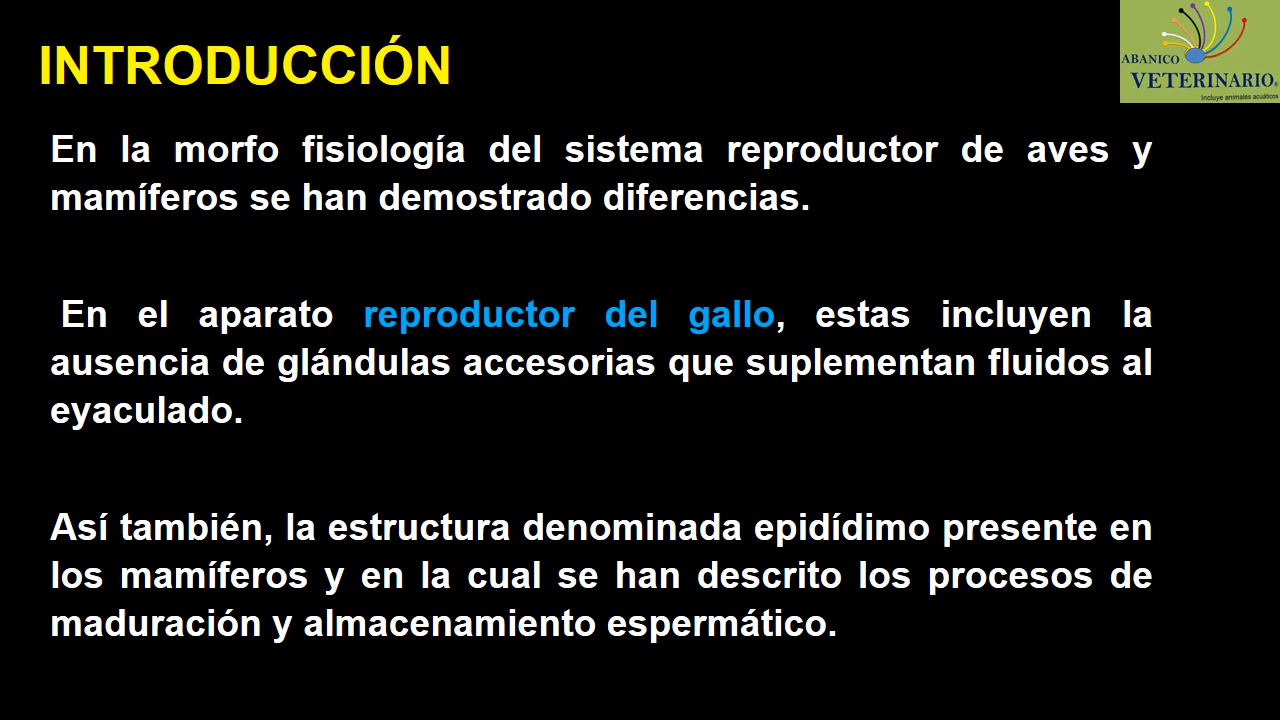 INTRODUCCIÓN
ABANICO
VETERINARIO®
Incluye animales acuáticos
En la morfo fisiología del sistema reproductor de aves y
mamíferos se han demostrado diferencias.
En el aparato reproductor del gallo, estas incluyen la
ausencia de glándulas accesorias que suplementan fluidos al
eyaculado.
Así también, la estructura denominada epidídimo presente en
los mamíferos y en la cual se han descrito los procesos de
maduración y almacenamiento espermático.